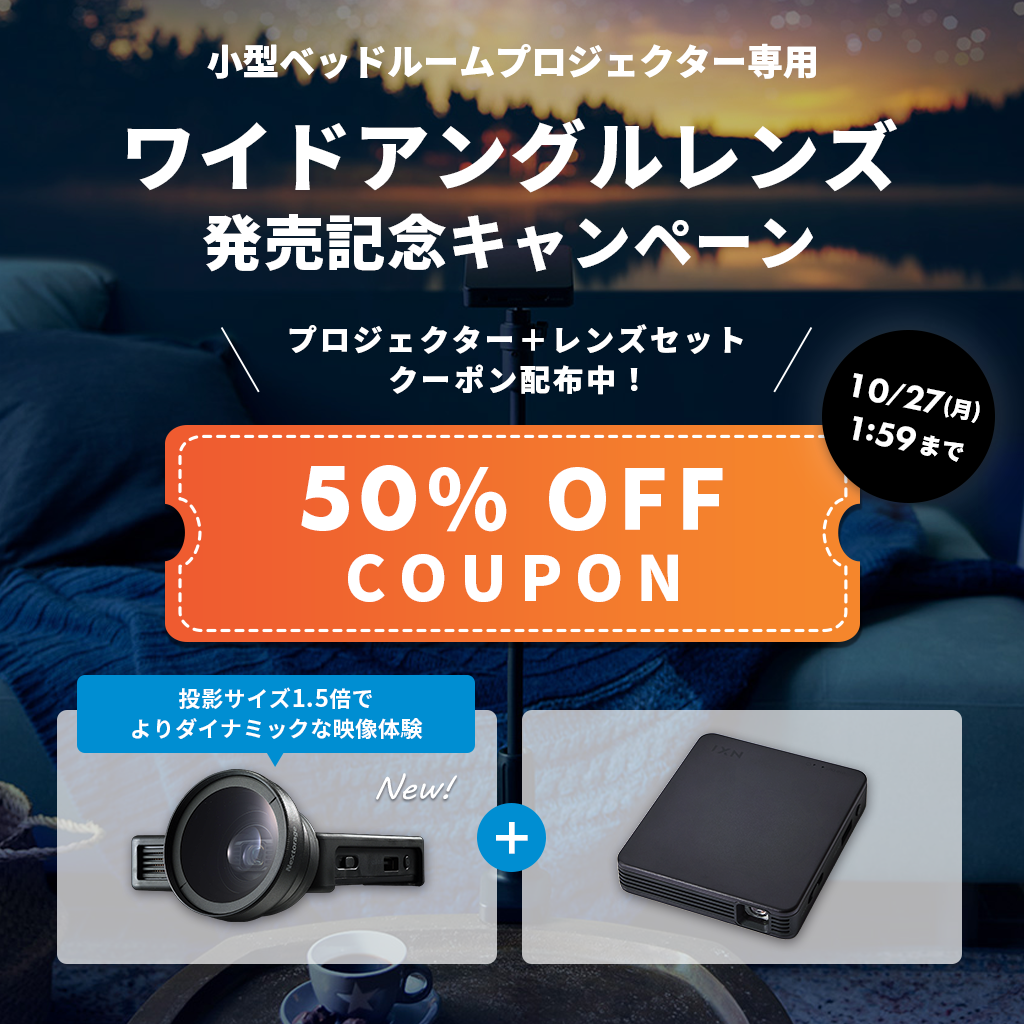 小型ベッドルームプロジェクター専用
ワイドアングルレンズ
発売記念キャンペーン
プロジェクター＋レンズセット
クーポン配布中！
10/27(月)
1:59まで
50% OFF
COUPON
投影サイズ1.5倍で
よりダイナミックな映像体験
New!
+
NXI